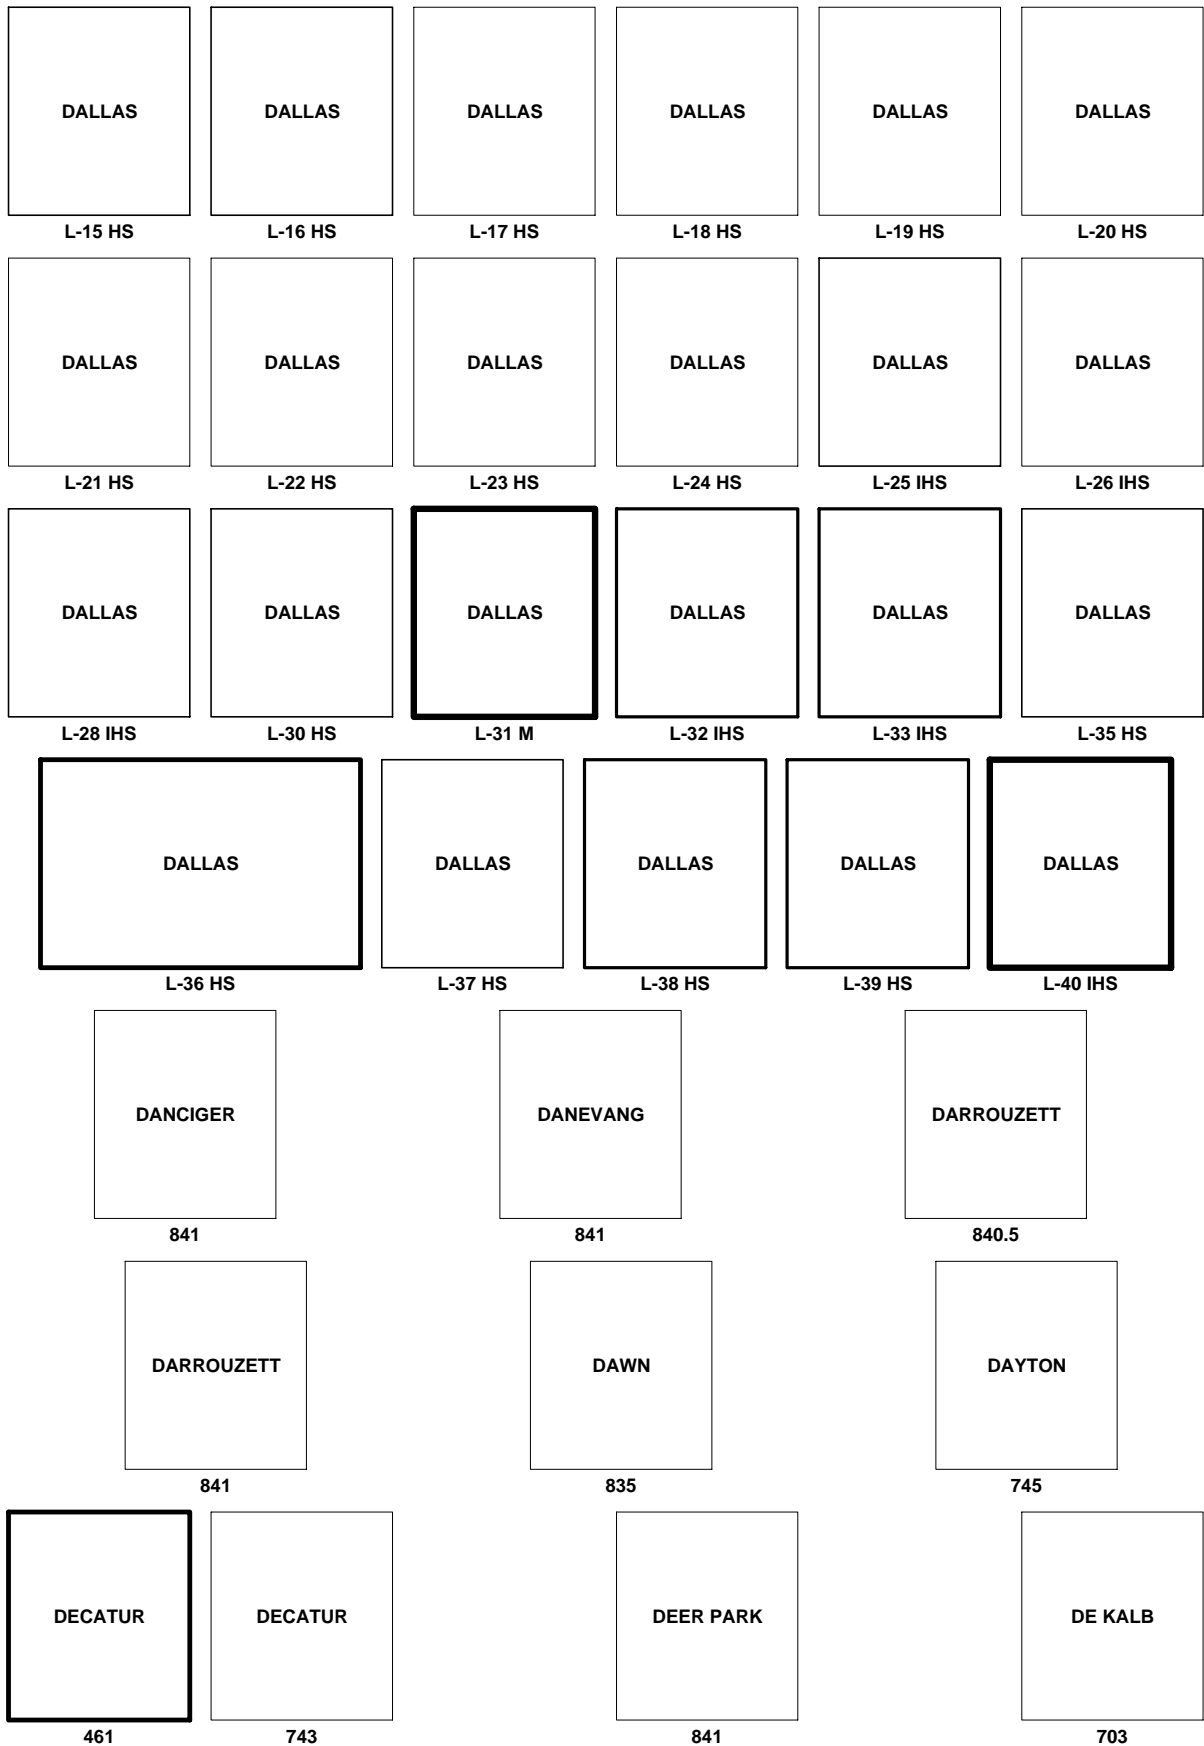 DALLAS DALLAS DALLAS DALLAS DALLAS DALLAS
L-15 HS L-16 HS L-17 HS L-18 HS L-19 HS L-20 HS
DALLAS DALLAS DALLAS DALLAS DALLAS DALLAS
L-21 HS L-22 HS L-23 HS L-24 HS L-25 IHS L-26 IHS
DALLAS DALLAS DALLAS DALLAS DALLAS DALLAS
L-28 IHS L-30 HS L-31 M L-32 IHS L-33 IHS L-35 HS
DALLAS DALLAS DALLAS DALLAS DALLAS
L-36 HS L-37 HS L-38 HS L-39 HS L-40 IHS
DANCIGER DANEVANG DARROUZETT
841 841 840.5
DARROUZETT DAWN DAYTON
841 835 745
DECATUR DECATUR DEER PARK DE KALB
461 743 841 703